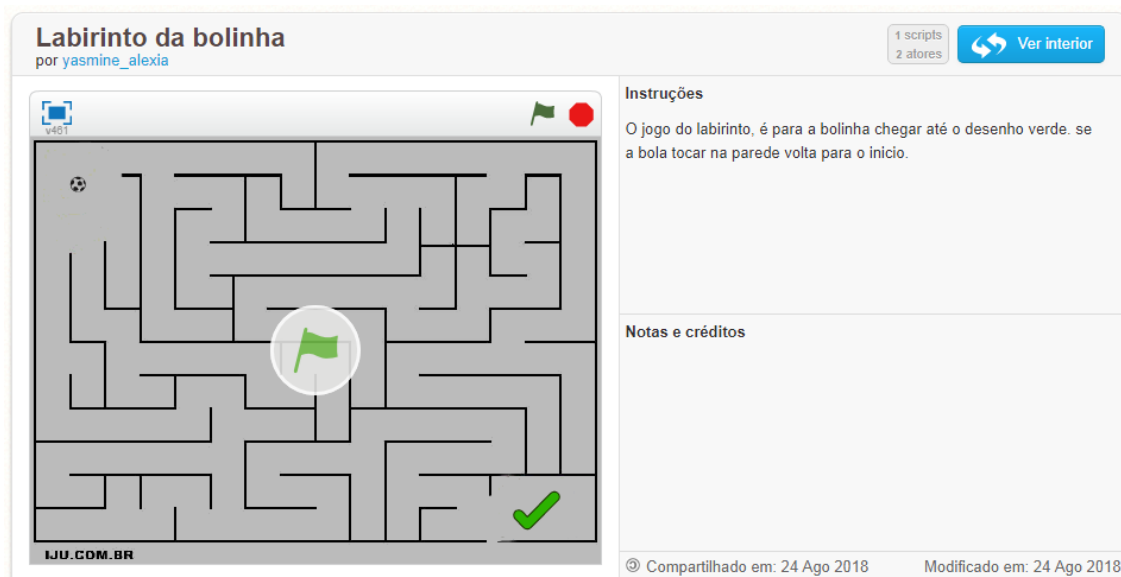 Labirinto da bolinha
por yasmine_alexia
1 scripts
2 atores
Ver interior
v461
Instruções
O jogo do labirinto, é para a bolinha chegar até o desenho verde. se
a bola tocar na parede volta para o inicio.
Notas e créditos
IJU.COM.BR
Compartilhado em: 24 Ago 2018
Modificado em: 24 Ago 2018